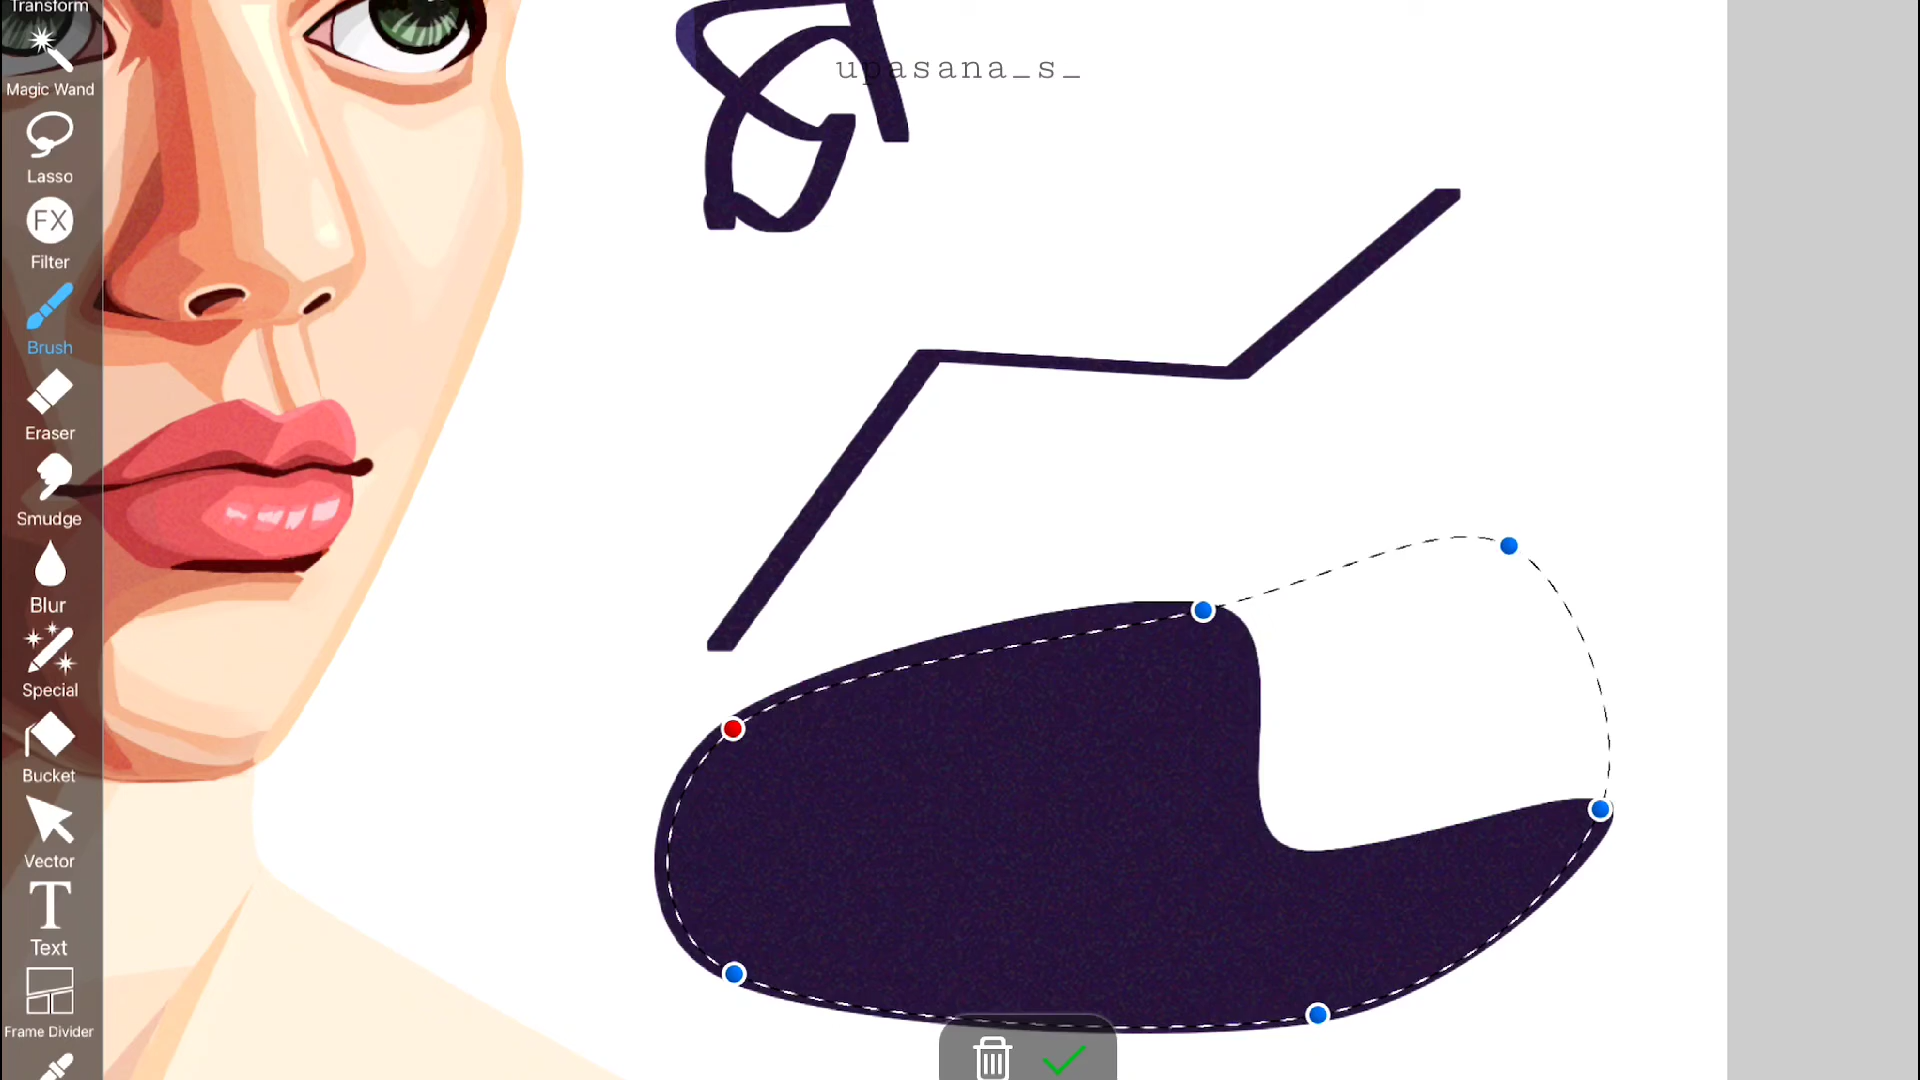 Transform
upasana_s_
Magic Wand
Lasso
FX
Filter
Brush
Eraser
Smudge
Blur
Special
Bucket
Vector
T
Text
Frame Divider